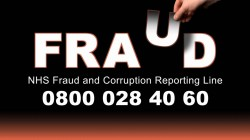 FRAUD
NHS Fraud and Corruption Reporting Line
0800 028 40 60